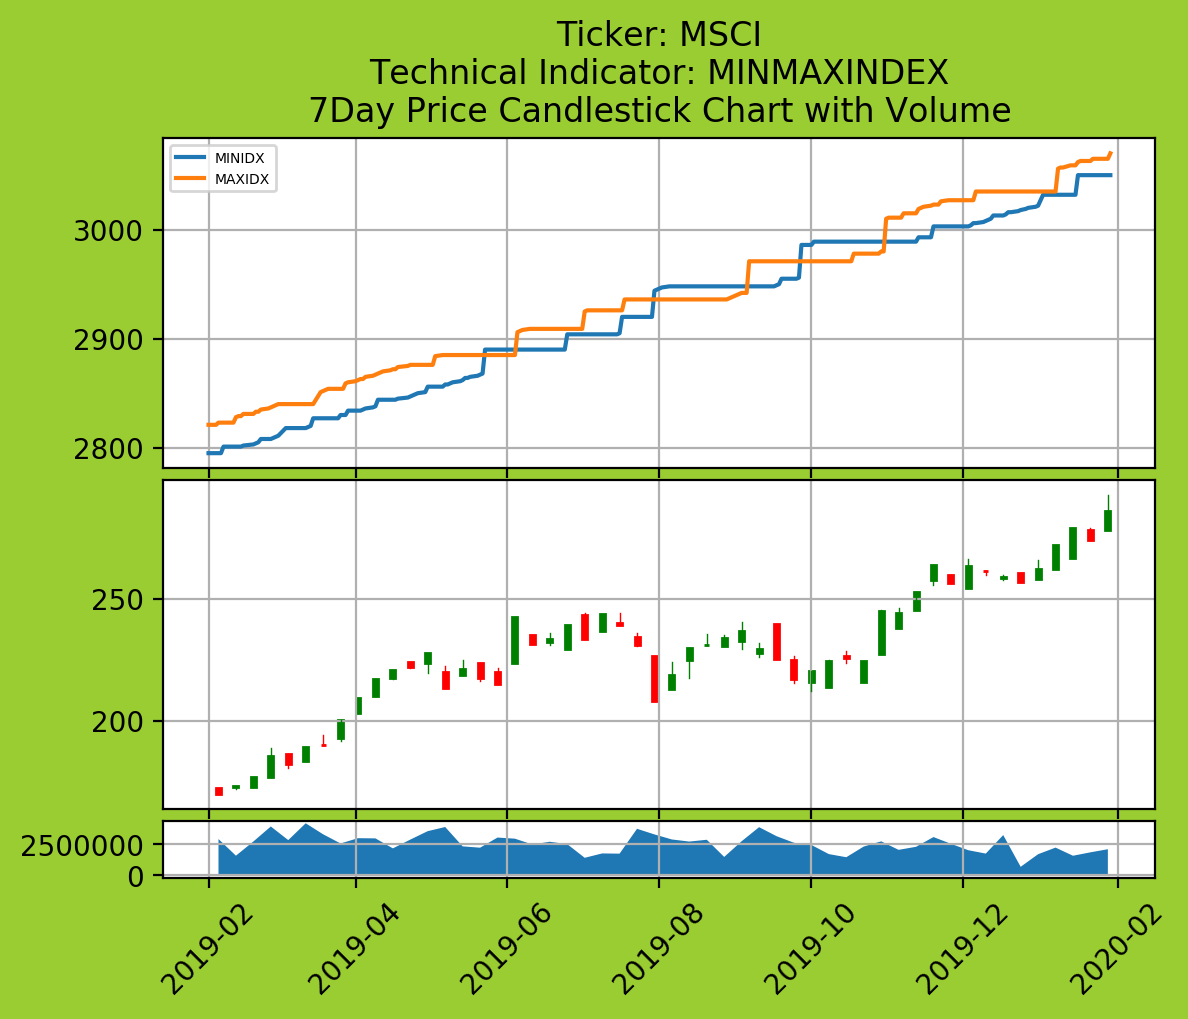 Ticker: MSCI
Technical Indicator: MINMAXINDEX
7Day Price Candlestick Chart with Volume
MINIDX
MAXIDX
3000
2900
2800
250
200
2500000
0
2019-02
2019-04
2019-06
2019-08
2019-10
2019-12
2020-02